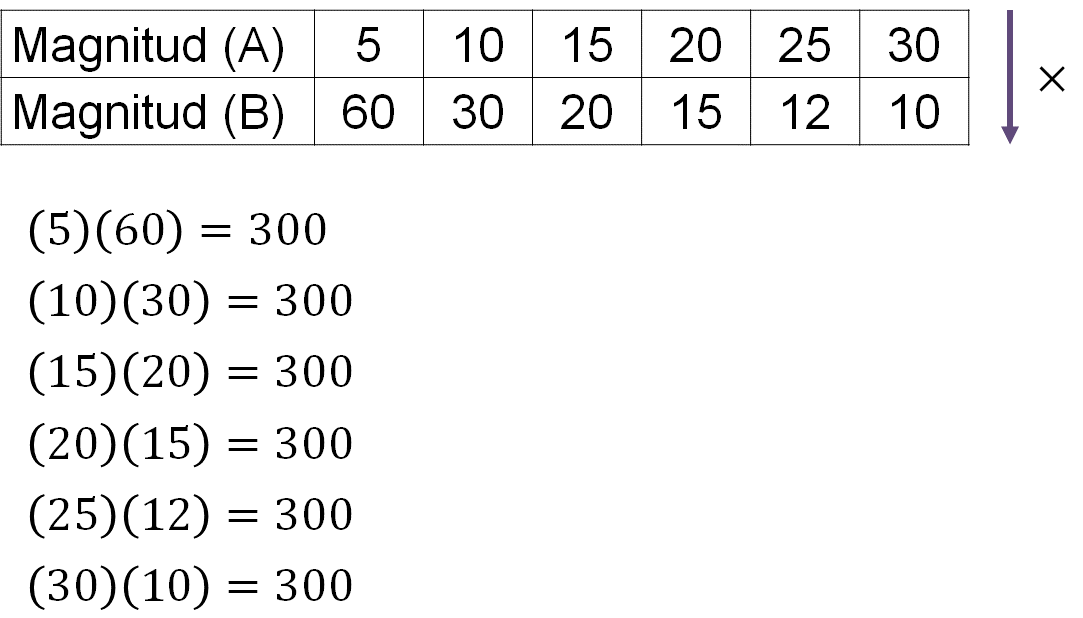 Magnitud (A) 5 10 15 20 25 30
Magnitud (B) 60 30 20 15 12 10
×
(5)(60) = 300
(10)(30) = 300
(15)(20) = 300
(20)(15) = 300
(25)(12) = 300
(30)(10) = 300